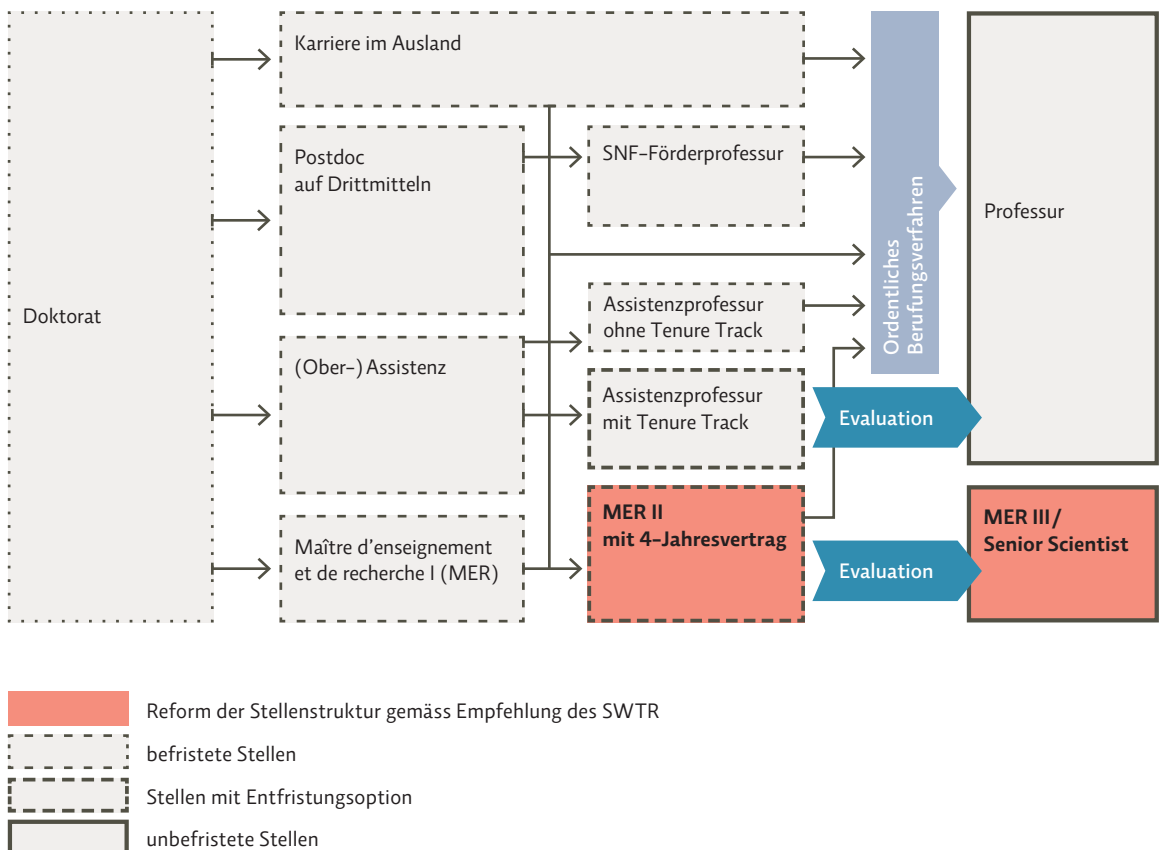 Karriere im Ausland
Postdoc
auf Drittmitteln
SNF-Förderprofessur
Ordentliches
Berufungsverfahren
Professur
Doktorat
Assistenzprofessur
ohne Tenure Track
(Ober-) Assistenz
Assistenzprofessur
mit Tenure Track
Evaluation
MER II
mit 4-Jahresvertrag
MER III/
Senior Scientist
Maître d'enseignement
et de recherche I (MER)
Evaluation
Reform der Stellenstruktur gemäss Empfehlung des SWTR
befristete Stellen
Stellen mit Entfristungsoption
unbefristete Stellen